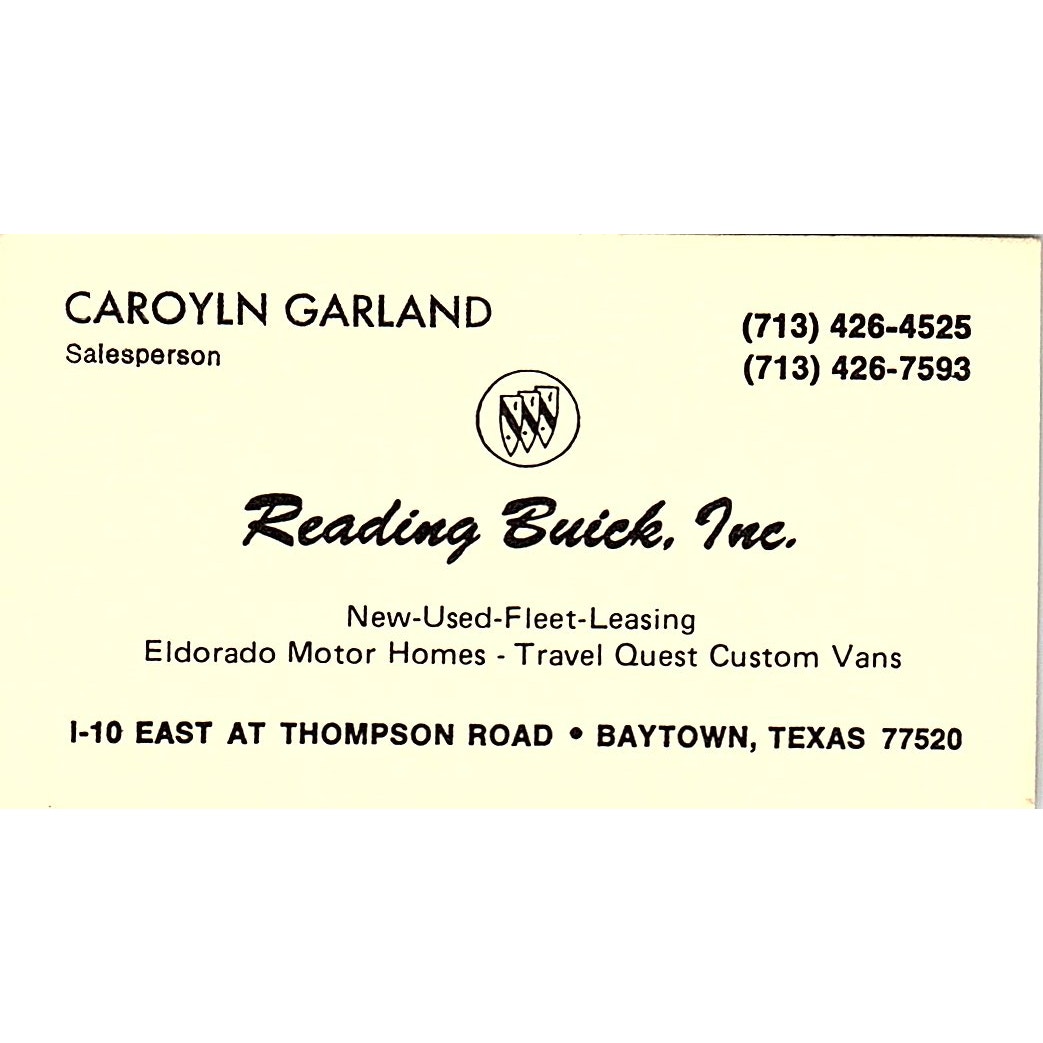 CAROYLN GARLAND
Salesperson
(713) 426-4525
(713) 426-7593
Reading Buick, Inc.
New-Used-Fleet-Leasing
Eldorado Motor Homes - Travel Quest Custom Vans
I-10 EAST AT THOMPSON ROAD • BAYTOWN, TEXAS 77520